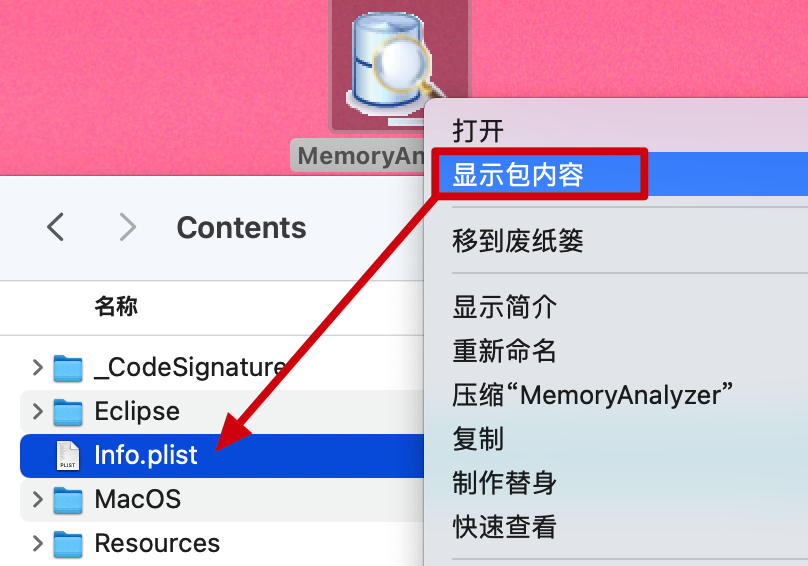 MemoryAn
打开
显示包内容
移到废纸篓
显示简介
重新命名
压缩“MemoryAnalyzer”
复制
制作替身
快速查看
Contents
名称
_CodeSignature
Eclipse
Info.plist
MacOS
Resources
PLIST